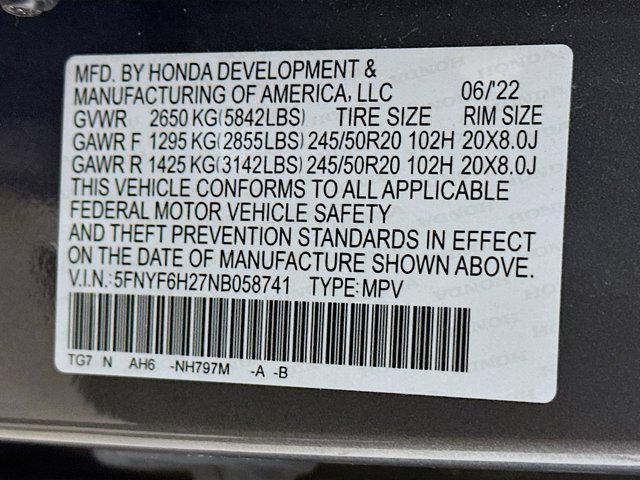 MFD. BY HONDA DEVELOPMENT &
MANUFACTURING OF AMERICA, LLC 06/'22
GVWR 2650 KG(5842LBS) TIRE SIZE RIM SIZE
GAWR F 1295 KG(2855LBS) 245/50R20 102H 20X8.0J
GAWR R 1425 KG(3142LBS) 245/50R20 102H 20X8.0J
THIS VEHICLE CONFORMS TO ALL APPLICABLE
FEDERAL MOTOR VEHICLE SAFETY
AND THEFT PREVENTION STANDARDS IN EFFECT
ON THE DATE OF MANUFACTURE SHOWN ABOVE.
V.I.N.:5FNYF6H27NB058741 TYPE:MPV
TG7 N AH6 -NH797M -A -B